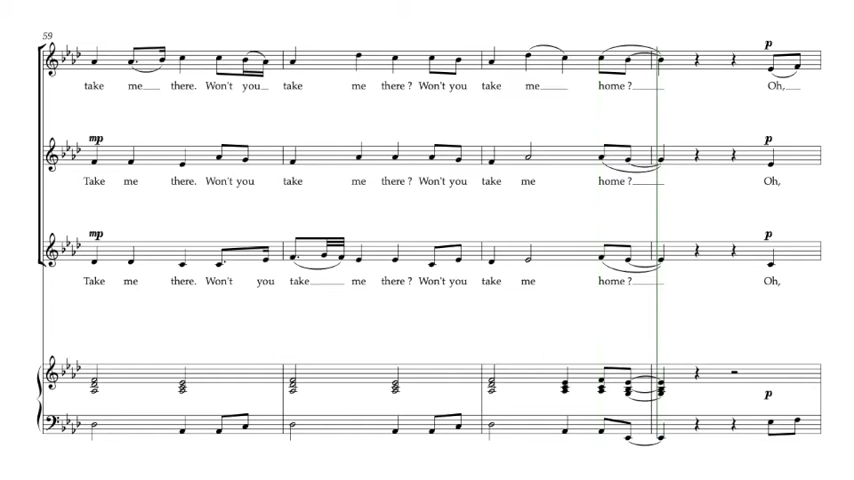 59
p
take me there. Won't you take me there? Won't you take me home? Oh,
mp p
Take me there. Won't you take me there? Won't you take me home? Oh,
mp p
Take me there. Won't you take me there? Won't you take me home? Oh,
p